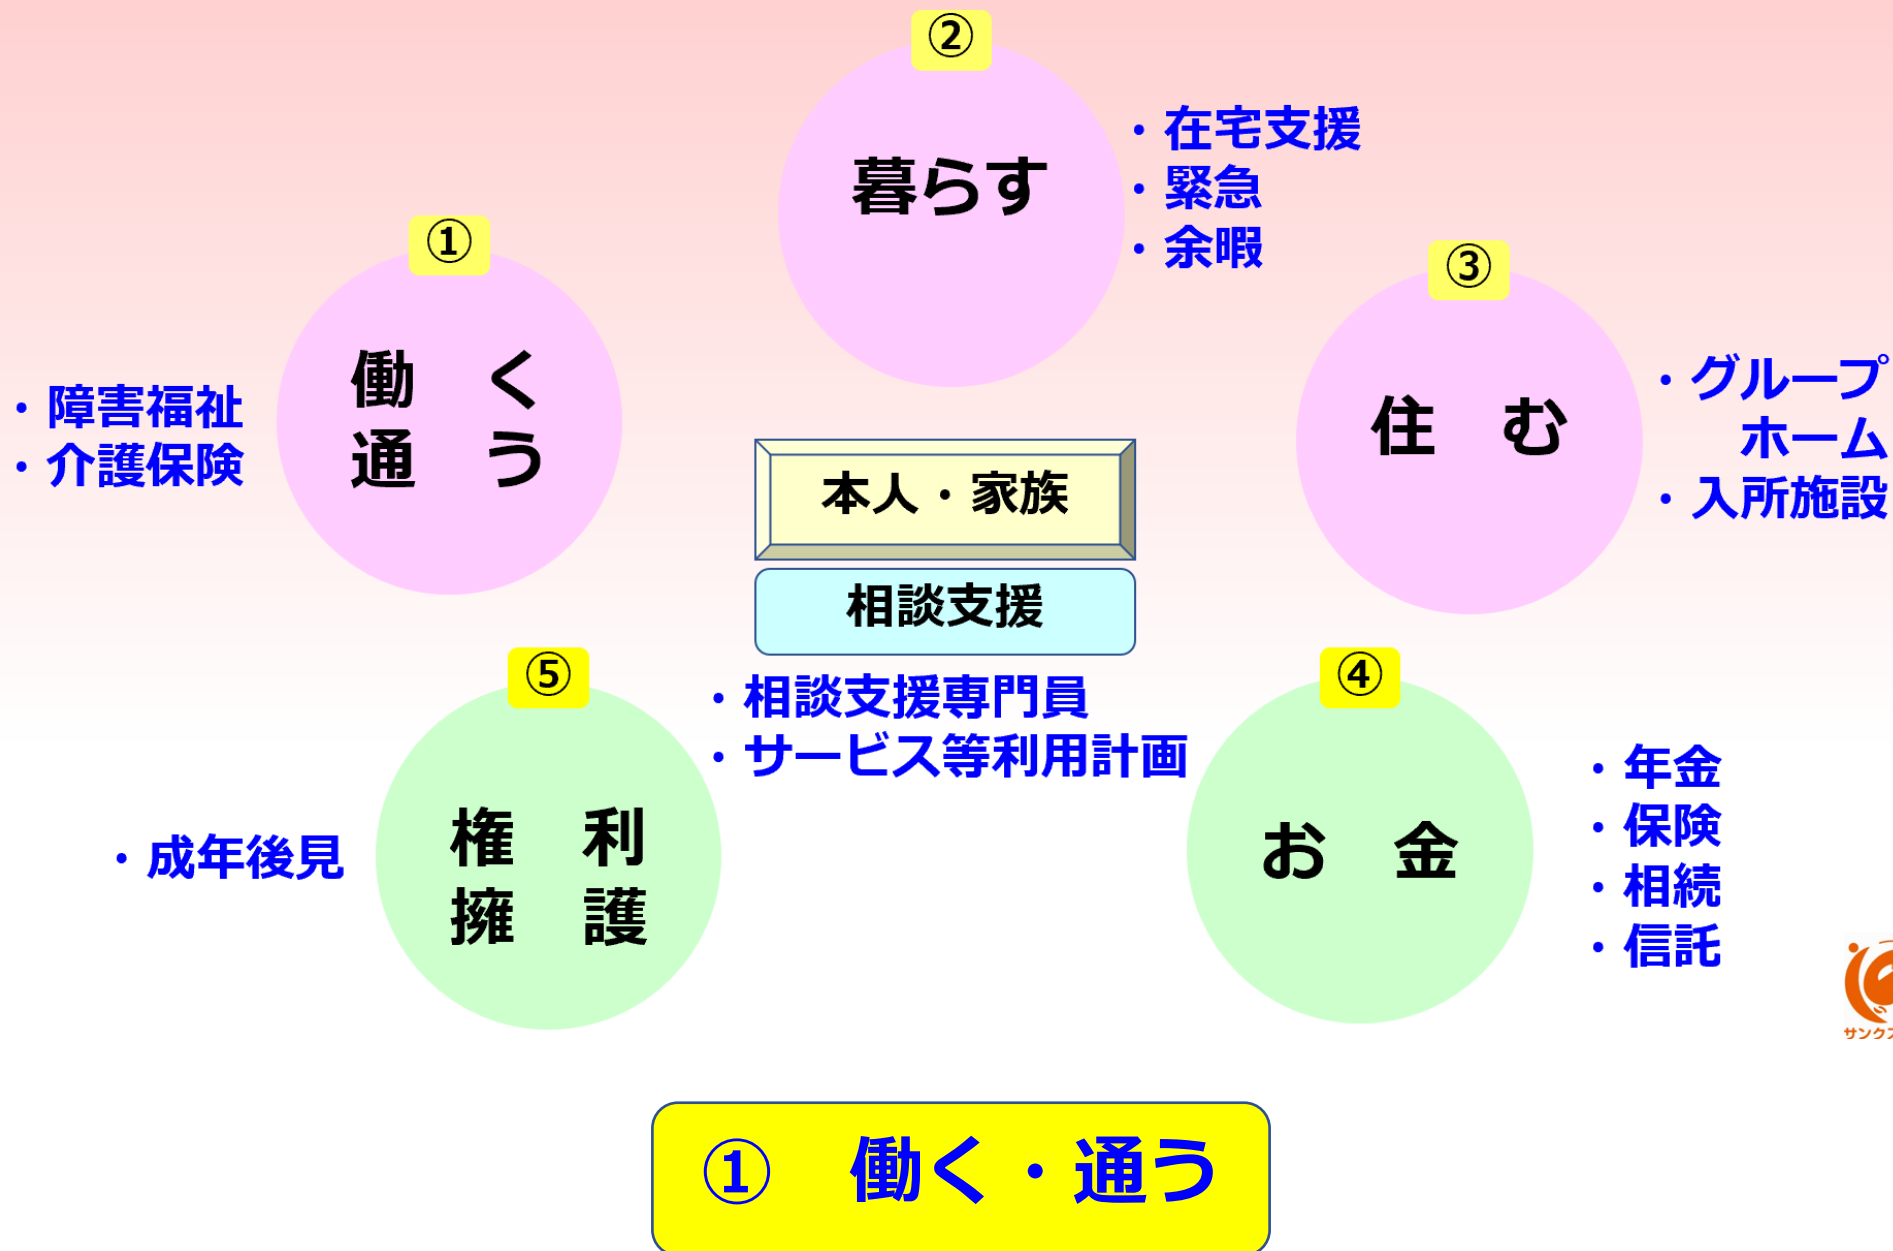 ①
働　く
通　う
・障害福祉
・介護保険
②
暮らす
・在宅支援
・緊急
・余暇
③
住　む
・グループ
ホーム
・入所施設
本人・家族
相談支援
・相談支援専門員
・サービス等利用計画
④
お　金
・年金
・保険
・相続
・信託
⑤
権　利
擁　護
・成年後見
①　働く・通う